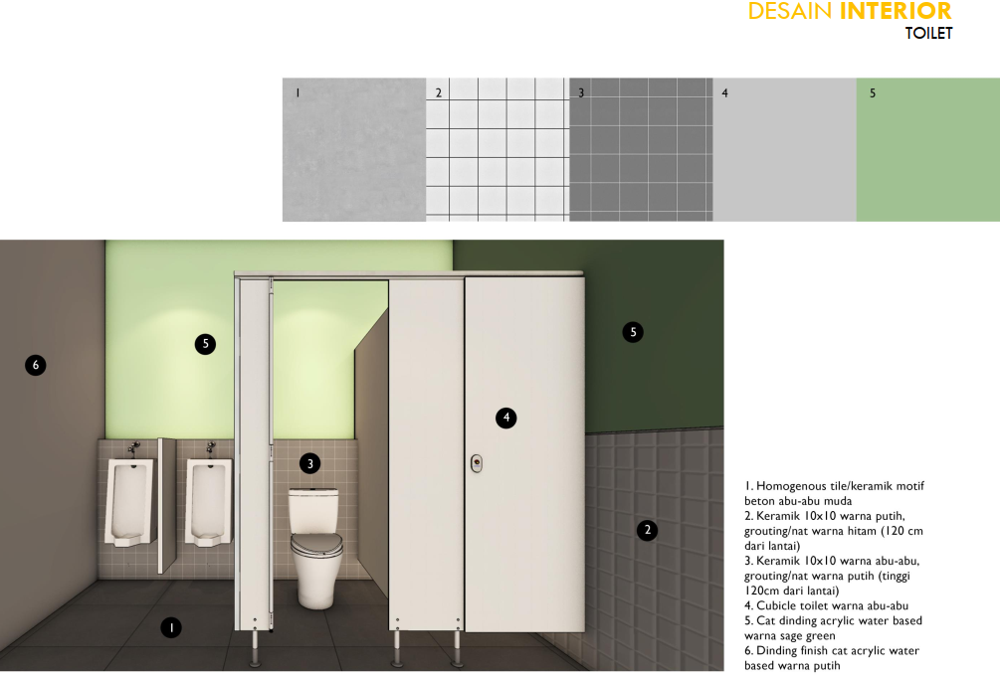 DESAIN INTERIOR
TOILET
1
2
3
4
5
5
5
6
4
3
2
1
1. Homogenous tile/keramik motif
beton abu-abu muda
2. Keramik 10x10 warna putih,
grouting/nat warna hitam (120 cm
dari lantai)
3. Keramik 10x10 warna abu-abu,
grouting/nat warna putih (tinggi
120cm dari lantai)
4. Cubicle toilet warna abu-abu
5. Cat dinding acrylic water based
warna sage green
6. Dinding finish cat acrylic water
based warna putih